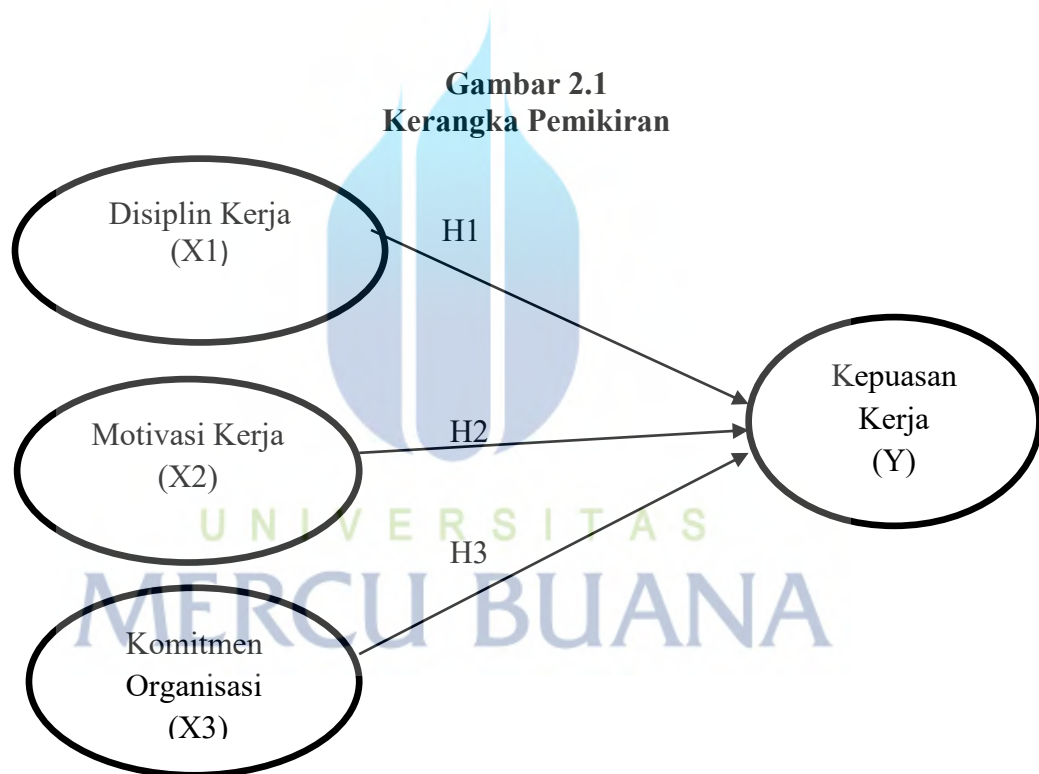 Gambar 2.1
Kerangka Pemikiran
Disiplin Kerja
(X1)
H1
Kepuasan
Kerja
(Y)
Motivasi Kerja
(X2)
H2
UNIVERSITAS
MERCU BUANA
H3
Komitmen
Organisasi
(X3)